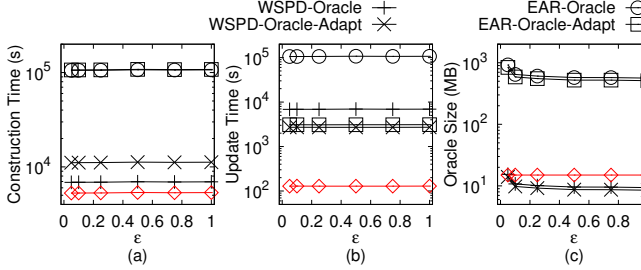 WSPD-Oracle EAR-Oracle
WSPD-Oracle-Adapt EAR-Oracle-Adapt
Construction Time (s)
10^5
10^4
0 0.2 0.4 0.6 0.8 1
ε
(a)
Update Time (s)
10^5
10^4
10^3
10^2
0 0.2 0.4 0.6 0.8 1
ε
(b)
Oracle Size (MB)
10^3
10^2
10^1
0 0.2 0.4 0.6 0.8
ε
(c)